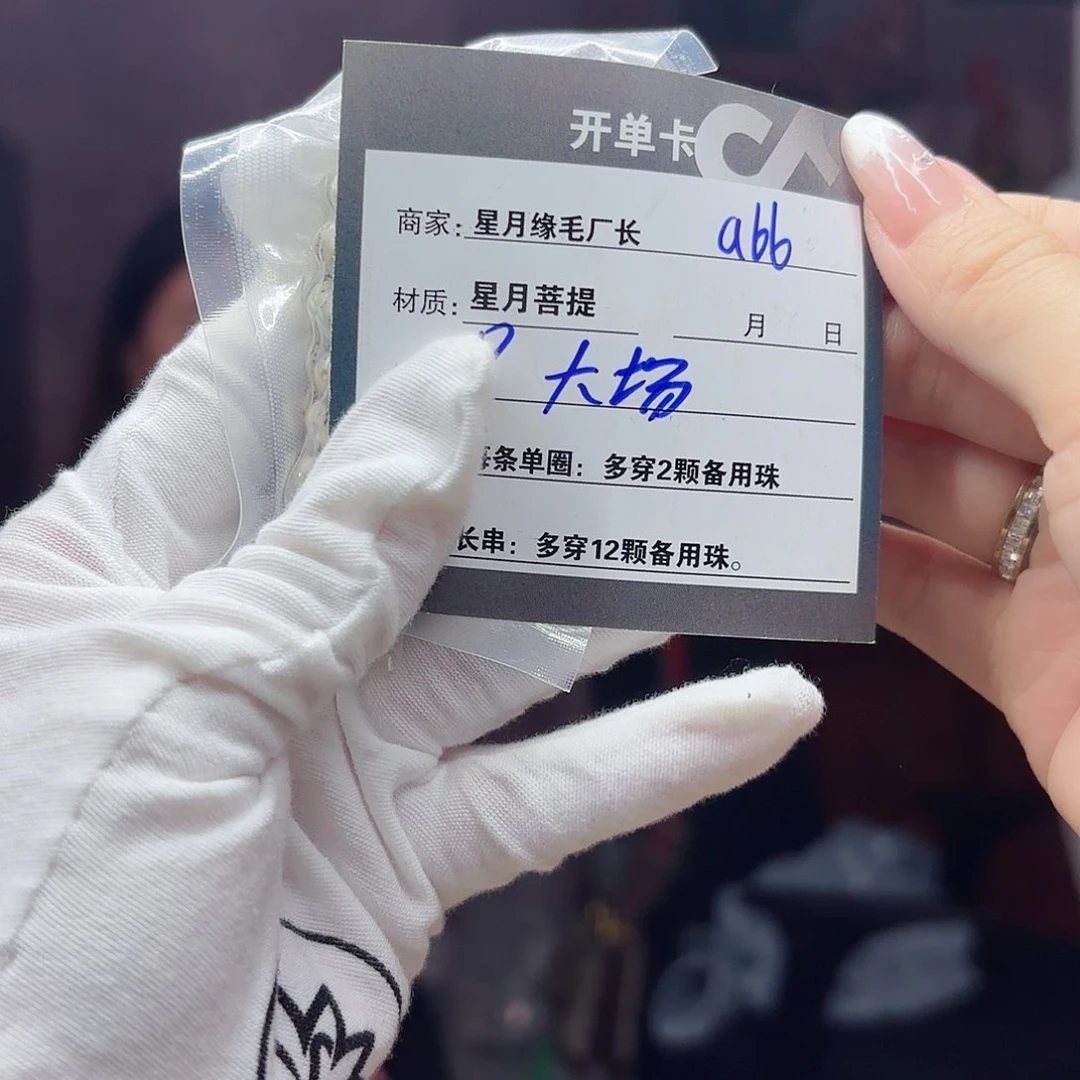 开单卡
商家：星月缘毛厂长 abb
材质：星月菩提 月 日
大场
每条单圈：多穿2颗备用珠
长串：多穿12颗备用珠。